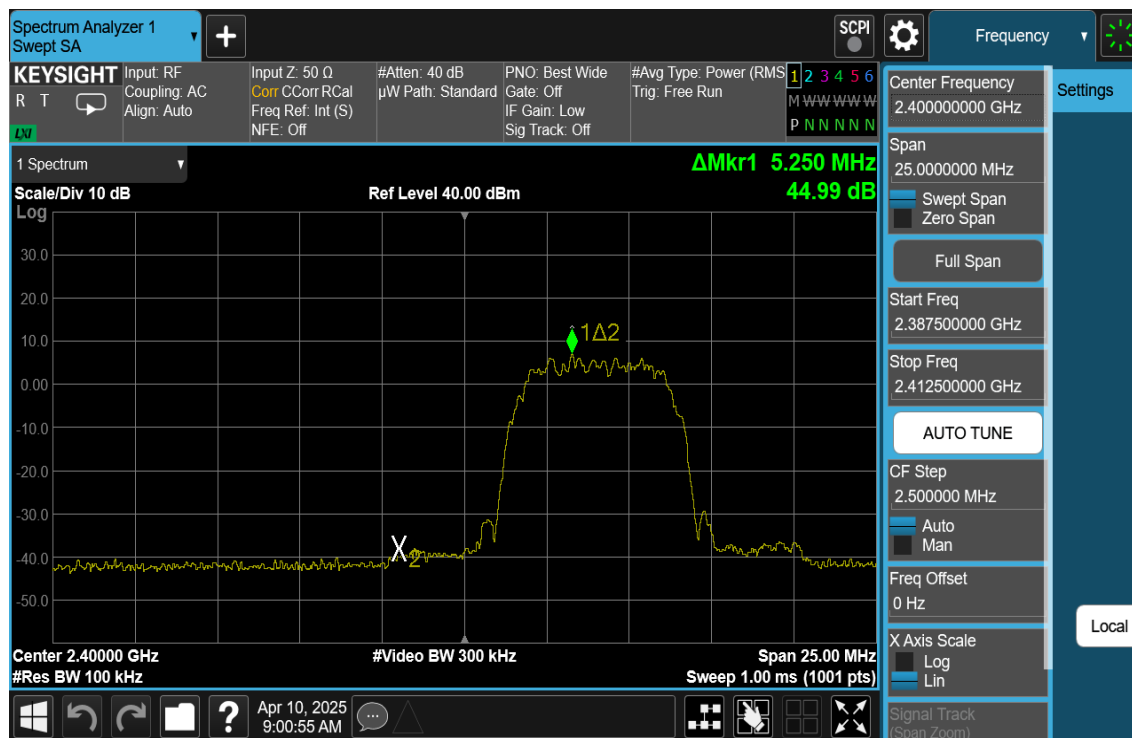 Spectrum Analyzer 1
Swept SA
+
SCPI
Frequency
KEYSIGHT
R T
LXI
Input: RF
Coupling: AC
Align: Auto
Input Z: 50 Ω
Corr CCorr RCal
Freq Ref: Int (S)
NFE: Off
#Atten: 40 dB
µW Path: Standard
PNO: Best Wide
Gate: Off
IF Gain: Low
Sig Track: Off
#Avg Type: Power (RMS
Trig: Free Run
1 2 3 4 5 6
M W W W W W
P N N N N N
1 Spectrum
ΔMkr1 5.250 MHz
44.99 dB
Scale/Div 10 dB
Ref Level 40.00 dBm
Log
30.0
20.0
10.0
0.00
-10.0
-20.0
-30.0
-40.0
-50.0
1Δ2
X
2
Center 2.40000 GHz
#Video BW 300 kHz
Span 25.00 MHz
#Res BW 100 kHz
Sweep 1.00 ms (1001 pts)
?
Apr 10, 2025
9:00:55 AM
Center Frequency
2.400000000 GHz
Span
25.0000000 MHz
Swept Span
Zero Span
Full Span
Start Freq
2.387500000 GHz
Stop Freq
2.412500000 GHz
AUTO TUNE
CF Step
2.500000 MHz
Auto
Man
Freq Offset
0 Hz
X Axis Scale
Log
Lin
Signal Track
(Span Zoom)
Settings
Local